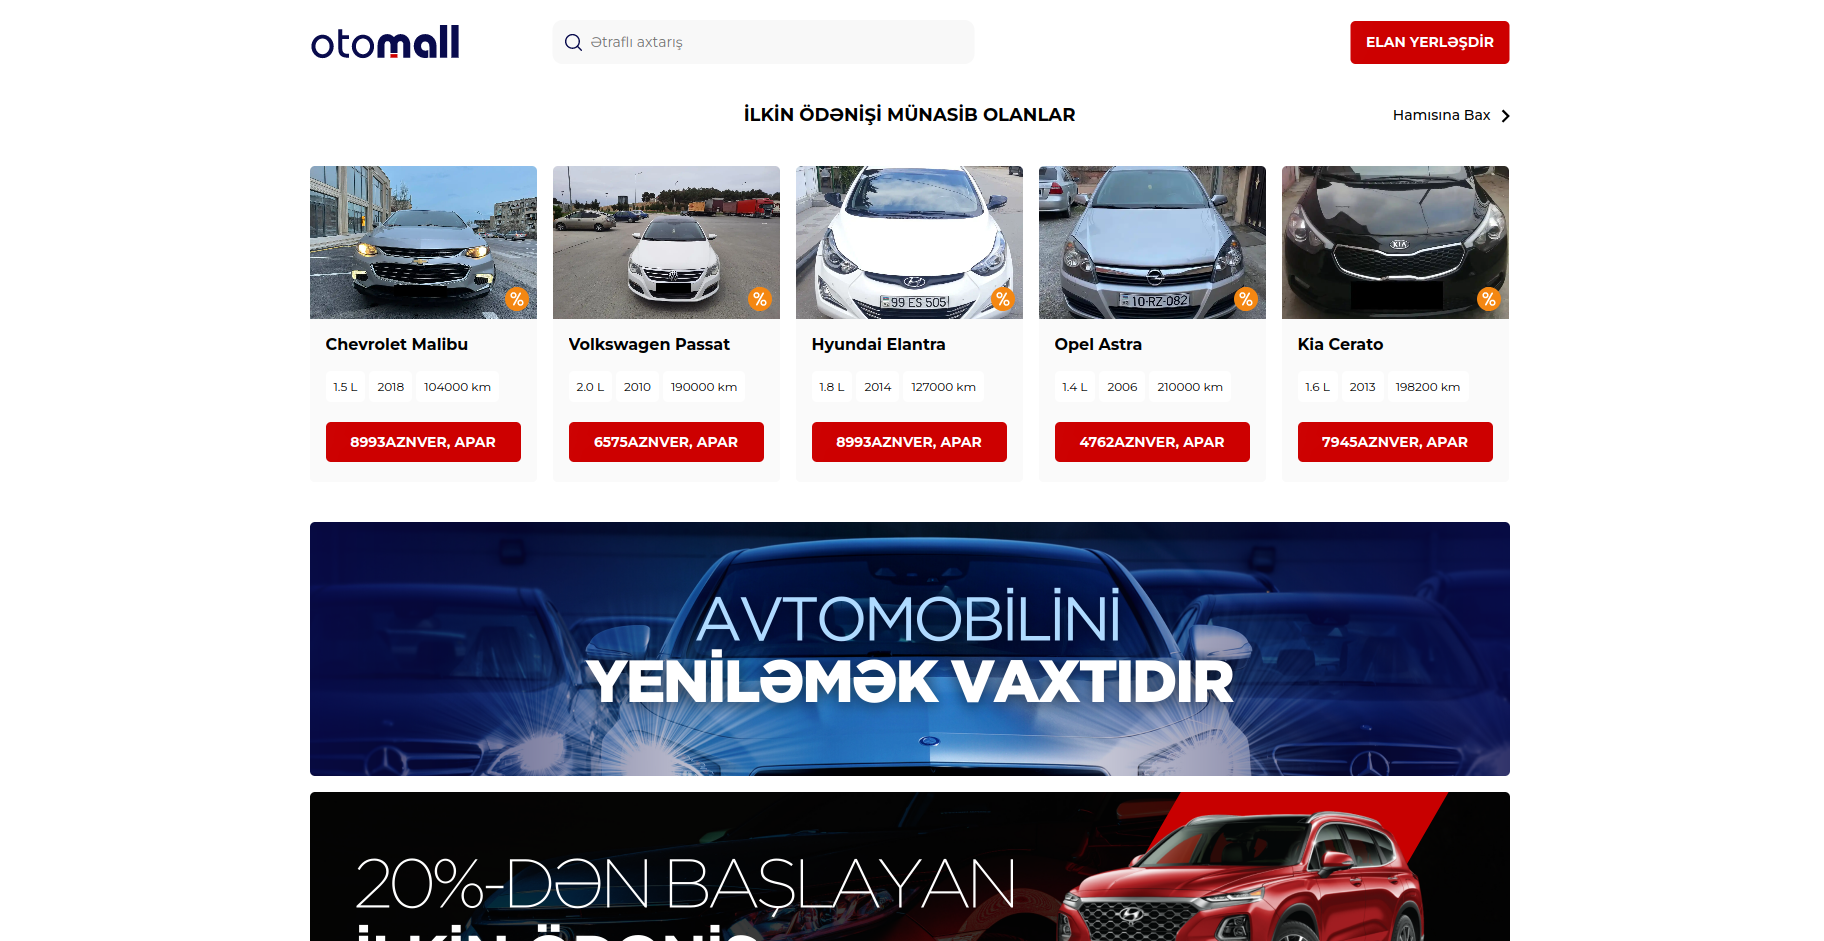 otomall
Ətraflı axtarış
ELAN YERLƏŞDİR
İLKİN ÖDƏNİŞİ MÜNASİB OLANLAR
Hamısına Bax
99 ES 505
10-RZ-082
KIA
% % % % %
Chevrolet Malibu
1.5 L 2018 104000 km
8993AZNVER, APAR
Volkswagen Passat
2.0 L 2010 190000 km
6575AZNVER, APAR
Hyundai Elantra
1.8 L 2014 127000 km
8993AZNVER, APAR
Opel Astra
1.4 L 2006 210000 km
4762AZNVER, APAR
Kia Cerato
1.6 L 2013 198200 km
7945AZNVER, APAR
AVTOMOBİLİNİ
YENİLƏMƏK VAXTIDIR
20%-DƏN BAŞLAYAN
İLKİN ÖDƏNİŞ